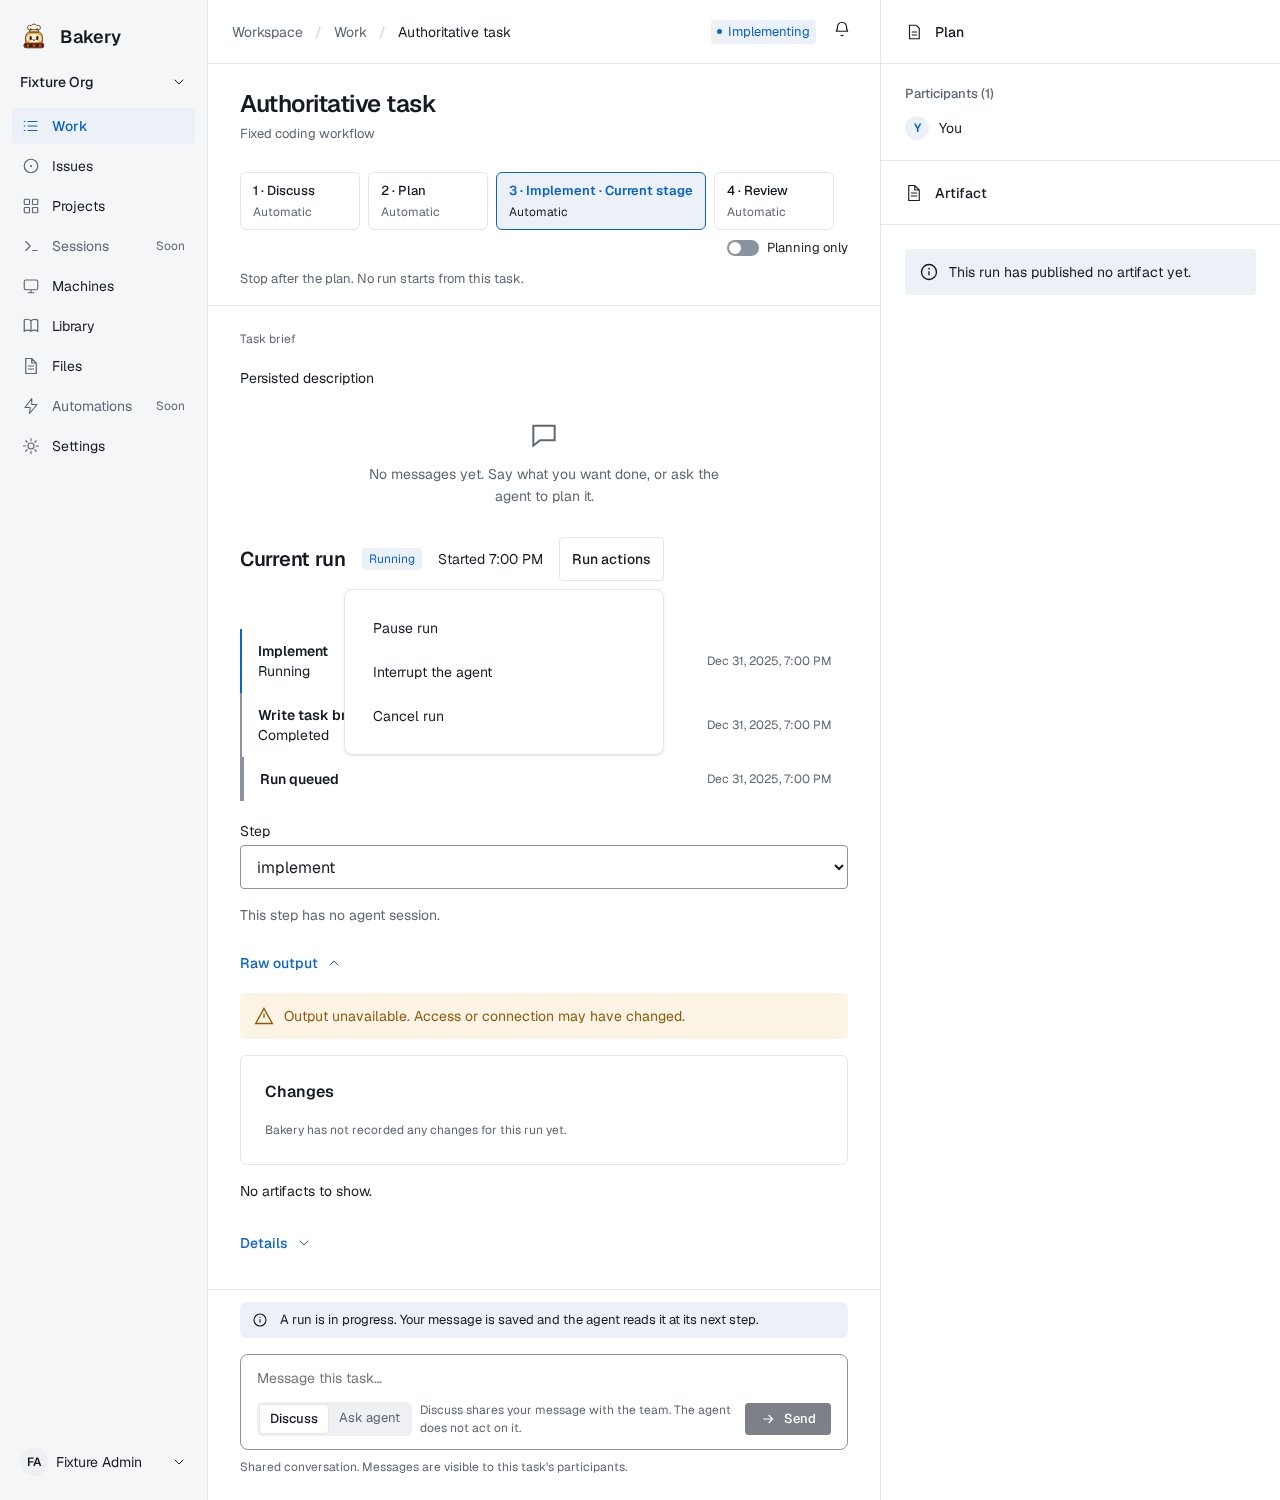 Bakery
Fixture Org
Work
Issues
Projects
Sessions Soon
Machines
Library
Files
Automations Soon
Settings
FA Fixture Admin
Workspace / Work / Authoritative task
Implementing
Authoritative task
Fixed coding workflow
1 · Discuss
Automatic
2 · Plan
Automatic
3 · Implement · Current stage
Automatic
4 · Review
Automatic
Planning only
Stop after the plan. No run starts from this task.
Task brief
Persisted description
No messages yet. Say what you want done, or ask the
agent to plan it.
Current run Running Started 7:00 PM Run actions
Pause run
Interrupt the agent
Cancel run
Implement
Running
Dec 31, 2025, 7:00 PM
Write task
Completed
Dec 31, 2025, 7:00 PM
Run queued
Dec 31, 2025, 7:00 PM
Step
implement
This step has no agent session.
Raw output
Output unavailable. Access or connection may have changed.
Changes
Bakery has not recorded any changes for this run yet.
No artifacts to show.
Details
A run is in progress. Your message is saved and the agent reads it at its next step.
Message this task…
Discuss Ask agent
Discuss shares your message with the team. The agent
does not act on it.
Send
Shared conversation. Messages are visible to this task's participants.
Plan
Participants (1)
Y You
Artifact
This run has published no artifact yet.